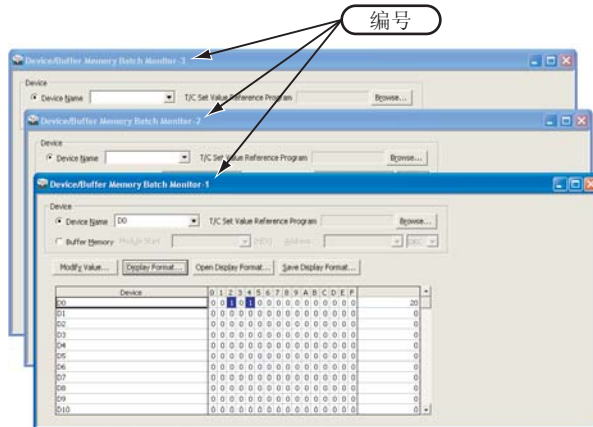 编号
Device/Buffer Memory Batch Monitor-3
Device
Device Name T/C Set Value Reference Program Browse...
Device/Buffer Memory Batch Monitor-2
Device
Device Name T/C Set Value Reference Program Browse...
Device/Buffer Memory Batch Monitor-1
Device
Device Name D0 T/C Set Value Reference Program Browse...
Buffer Memory Module Start (HEX) Address DEC
Modify Value... Display Format... Open Display Format... Save Display Format...
Device 0 1 2 3 4 5 6 7 8 9 A B C D E F
D0 0 0 1 0 1 0 0 0 0 0 0 0 0 0 0 0 20
D1 0 0 0 0 0 0 0 0 0 0 0 0 0 0 0 0 0
D2 0 0 0 0 0 0 0 0 0 0 0 0 0 0 0 0 0
D3 0 0 0 0 0 0 0 0 0 0 0 0 0 0 0 0 0
D4 0 0 0 0 0 0 0 0 0 0 0 0 0 0 0 0 0
D5 0 0 0 0 0 0 0 0 0 0 0 0 0 0 0 0 0
D6 0 0 0 0 0 0 0 0 0 0 0 0 0 0 0 0 0
D7 0 0 0 0 0 0 0 0 0 0 0 0 0 0 0 0 0
D8 0 0 0 0 0 0 0 0 0 0 0 0 0 0 0 0 0
D9 0 0 0 0 0 0 0 0 0 0 0 0 0 0 0 0 0
D10 0 0 0 0 0 0 0 0 0 0 0 0 0 0 0 0 0